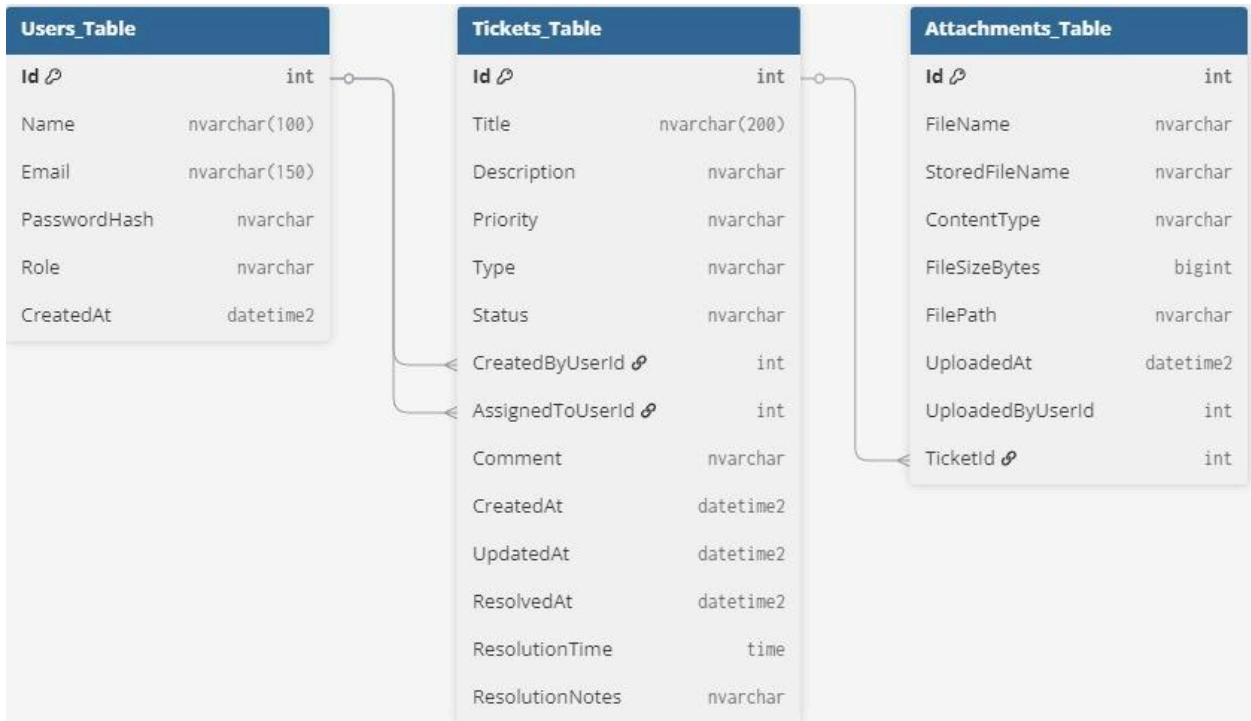 Users_Table
Id int
Name nvarchar(100)
Email nvarchar(150)
PasswordHash nvarchar
Role nvarchar
CreatedAt datetime2
Tickets_Table
Id int
Title nvarchar(200)
Description nvarchar
Priority nvarchar
Type nvarchar
Status nvarchar
CreatedByUserId int
AssignedToUserId int
Comment nvarchar
CreatedAt datetime2
UpdatedAt datetime2
ResolvedAt datetime2
ResolutionTime time
ResolutionNotes nvarchar
Attachments_Table
Id int
FileName nvarchar
StoredFileName nvarchar
ContentType nvarchar
FileSizeBytes bigint
FilePath nvarchar
UploadedAt datetime2
UploadedByUserId int
TicketId int